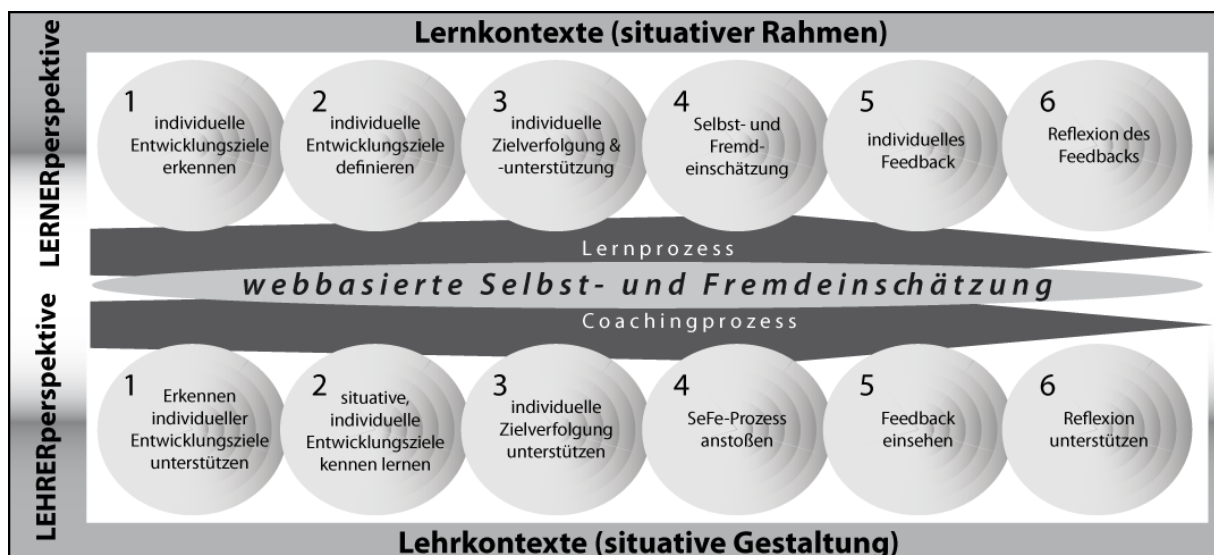 Lernkontexte (situativer Rahmen)
LERNERperspektive
1
individuelle
Entwicklungsziele
erkennen
2
individuelle
Entwicklungsziele
definieren
3
individuelle
Zielverfolgung &
-unterstützung
4
Selbst- und
Fremd-
einschätzung
5
individuelles
Feedback
6
Reflexion des
Feedbacks
Lernprozess
webbasierte Selbst- und Fremdeinschätzung
Coachingprozess
LEHRERperspektive
1
Erkennen
individueller
Entwicklungsziele
unterstützen
2
situative,
individuelle
Entwicklungsziele
kennen lernen
3
individuelle
Zielverfolgung
unterstützen
4
SeFe-Prozess
anstoßen
5
Feedback
einsehen
6
Reflexion
unterstützen
Lehrkontexte (situative Gestaltung)